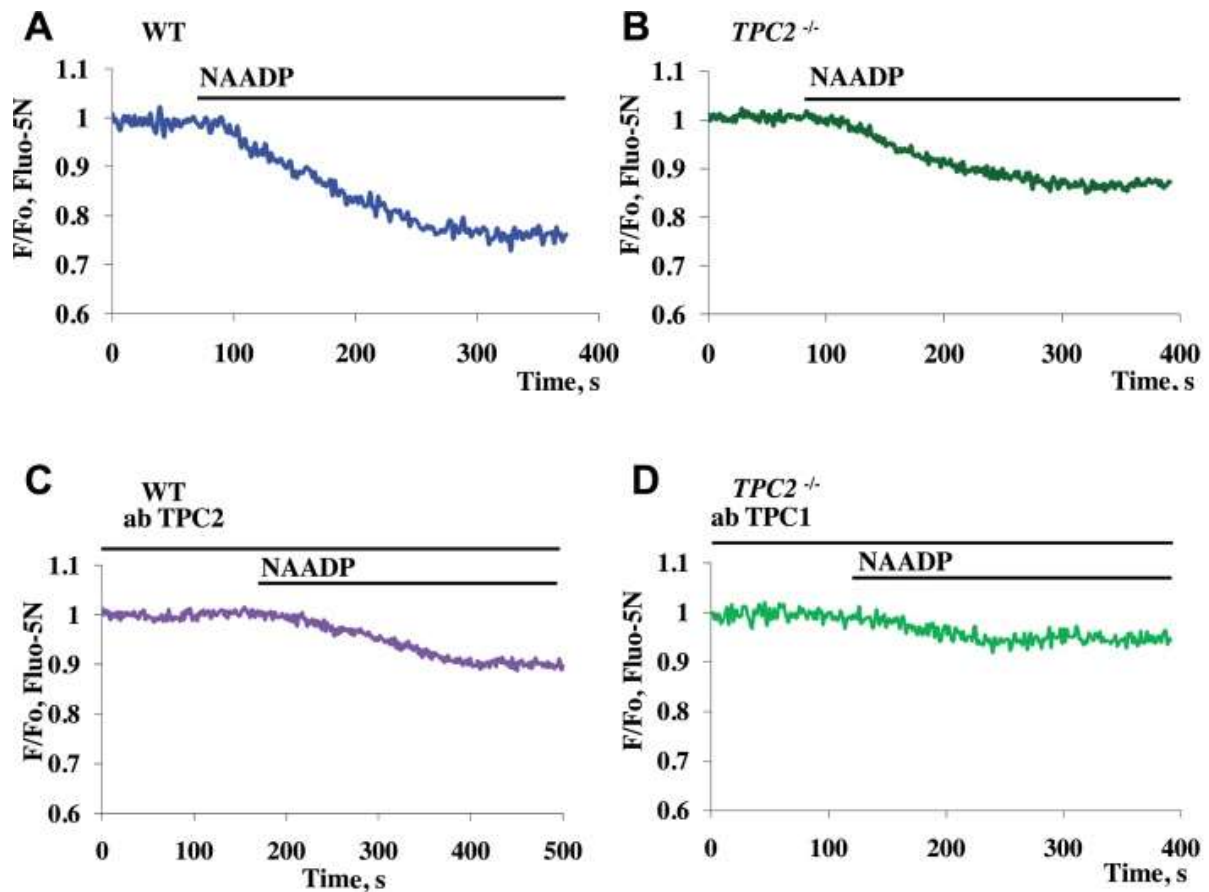 A
WT
NAADP
F/Fo, Fluo-5N
1.1
1
0.9
0.8
0.7
0.6
0 100 200 300 400
Time, s
B
TPC2 -/-
NAADP
F/Fo, Fluo-5N
1.1
1
0.9
0.8
0.7
0.6
0 100 200 300 400
Time, s
C
WT
ab TPC2
NAADP
F/Fo, Fluo-5N
1.1
1
0.9
0.8
0.7
0.6
0 100 200 300 400 500
Time, s
D
TPC2 -/-
ab TPC1
NAADP
F/Fo, Fluo-5N
1.1
1
0.9
0.8
0.7
0.6
0 100 200 300 400
Time, s